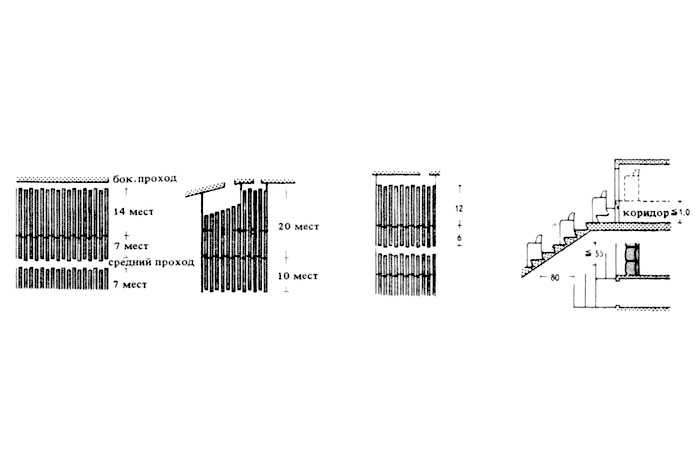 бок. проход
14 мест
7 мест
средний проход
7 мест
20 мест
10 мест
12
6
коридор ≦ 1,0
≦ 55
80